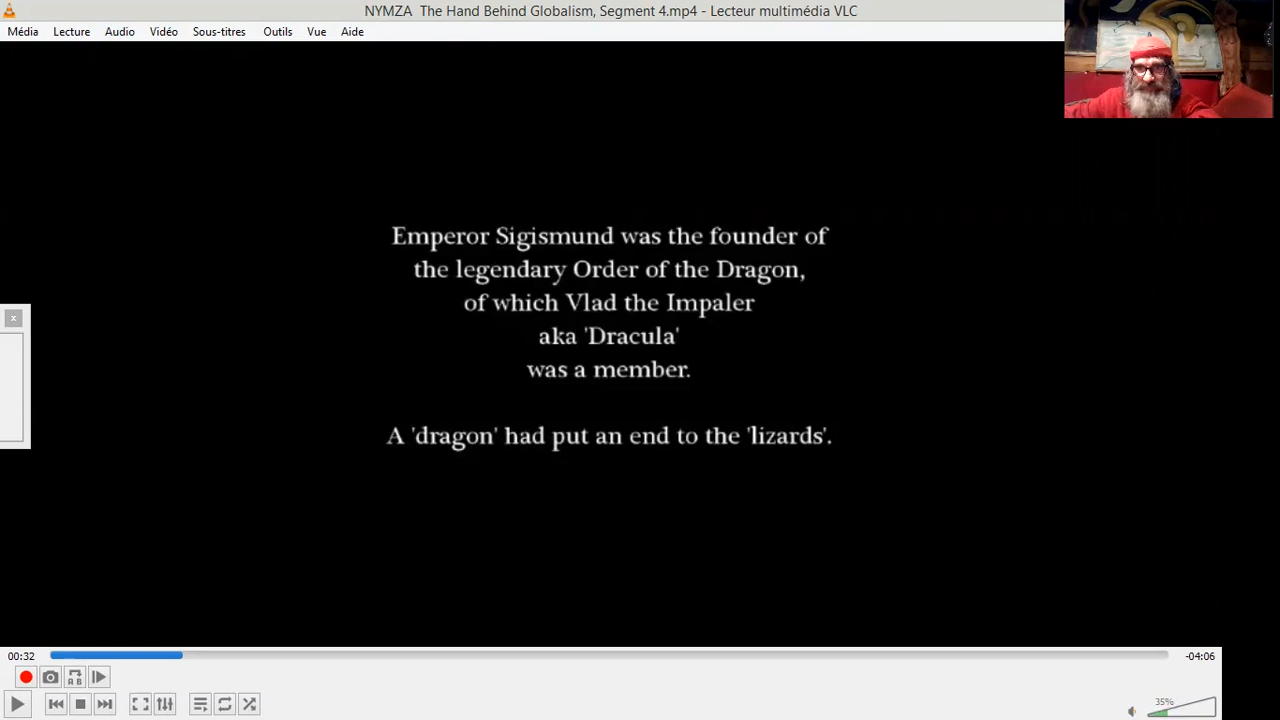 NYMZA The Hand Behind Globalism, Segment 4.mp4 - Lecteur multimédia VLC
Média Lecture Audio Vidéo Sous-titres Outils Vue Aide
Emperor Sigismund was the founder of
the legendary Order of the Dragon,
of which Vlad the Impaler
aka 'Dracula'
was a member.
A 'dragon' had put an end to the 'lizards'.
00:32
-04:06
A B
35%